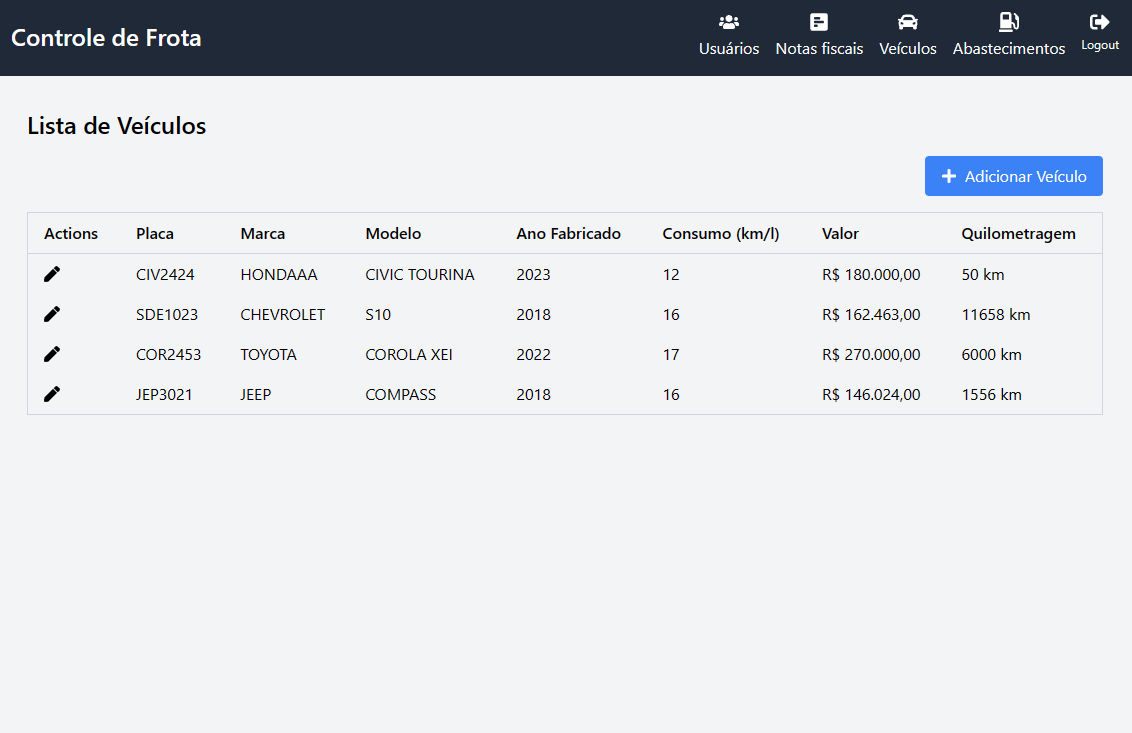 Controle de Frota
Usuários Notas fiscais Veículos Abastecimentos Logout
Lista de Veículos
Adicionar Veículo
Actions Placa Marca Modelo Ano Fabricado Consumo (km/l) Valor Quilometragem
CIV2424 HONDAAA CIVIC TOURINA 2023 12 R$ 180.000,00 50 km
SDE1023 CHEVROLET S10 2018 16 R$ 162.463,00 11658 km
COR2453 TOYOTA COROLA XEI 2022 17 R$ 270.000,00 6000 km
JEP3021 JEEP COMPASS 2018 16 R$ 146.024,00 1556 km